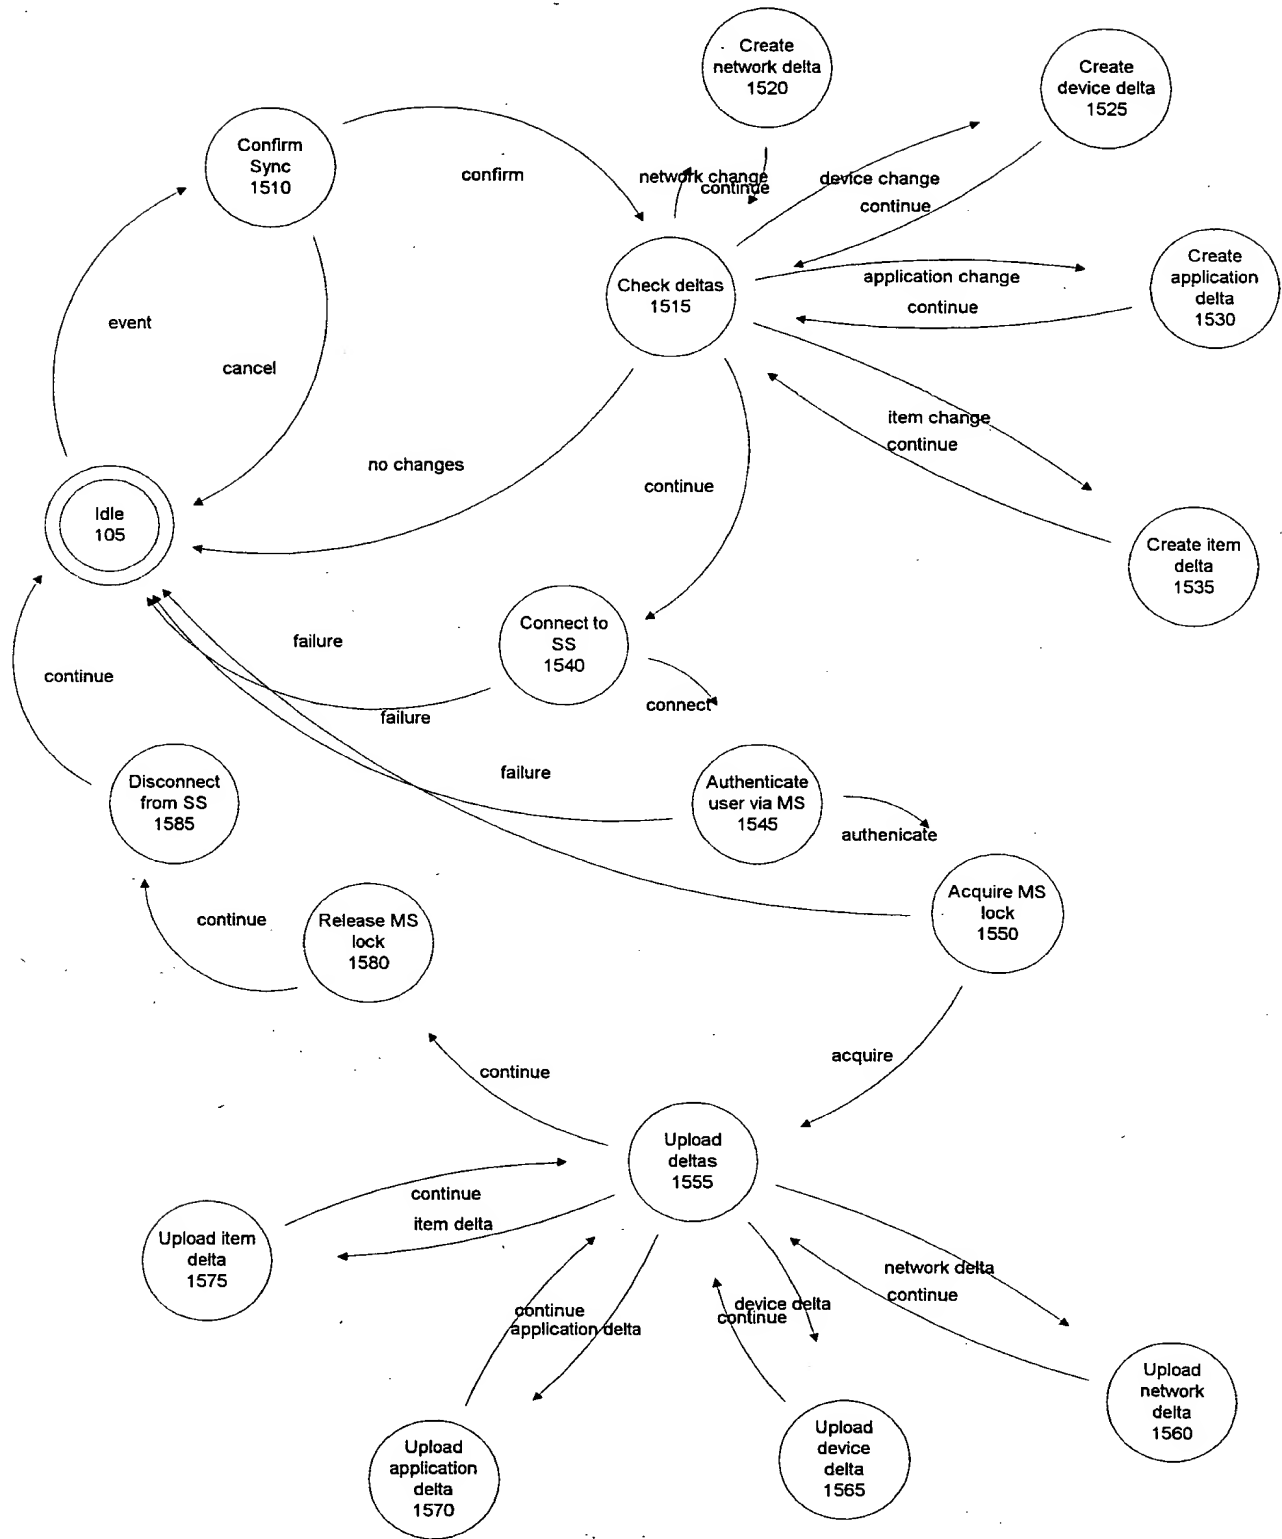 Create
network delta
1520
Create
device delta
1525
Confirm
Sync
1510
confirm
network change
continue
device change
continue
Create
application
delta
1530
Check deltas
1515
application change
continue
event
cancel
item change
continue
no changes
continue
Idle
105
Create item
delta
1535
Connect to
SS
1540
failure
continue
connect
failure
failure
Disconnect
from SS
1585
Authenticate
user via MS
1545
authenicate
Acquire MS
lock
1550
continue
Release MS
lock
1580
acquire
continue
Upload
deltas
1555
continue
item delta
Upload item
delta
1575
network delta
continue
device delta
continue
continue
application delta
Upload
network
delta
1560
Upload
device
delta
1565
Upload
application
delta
1570